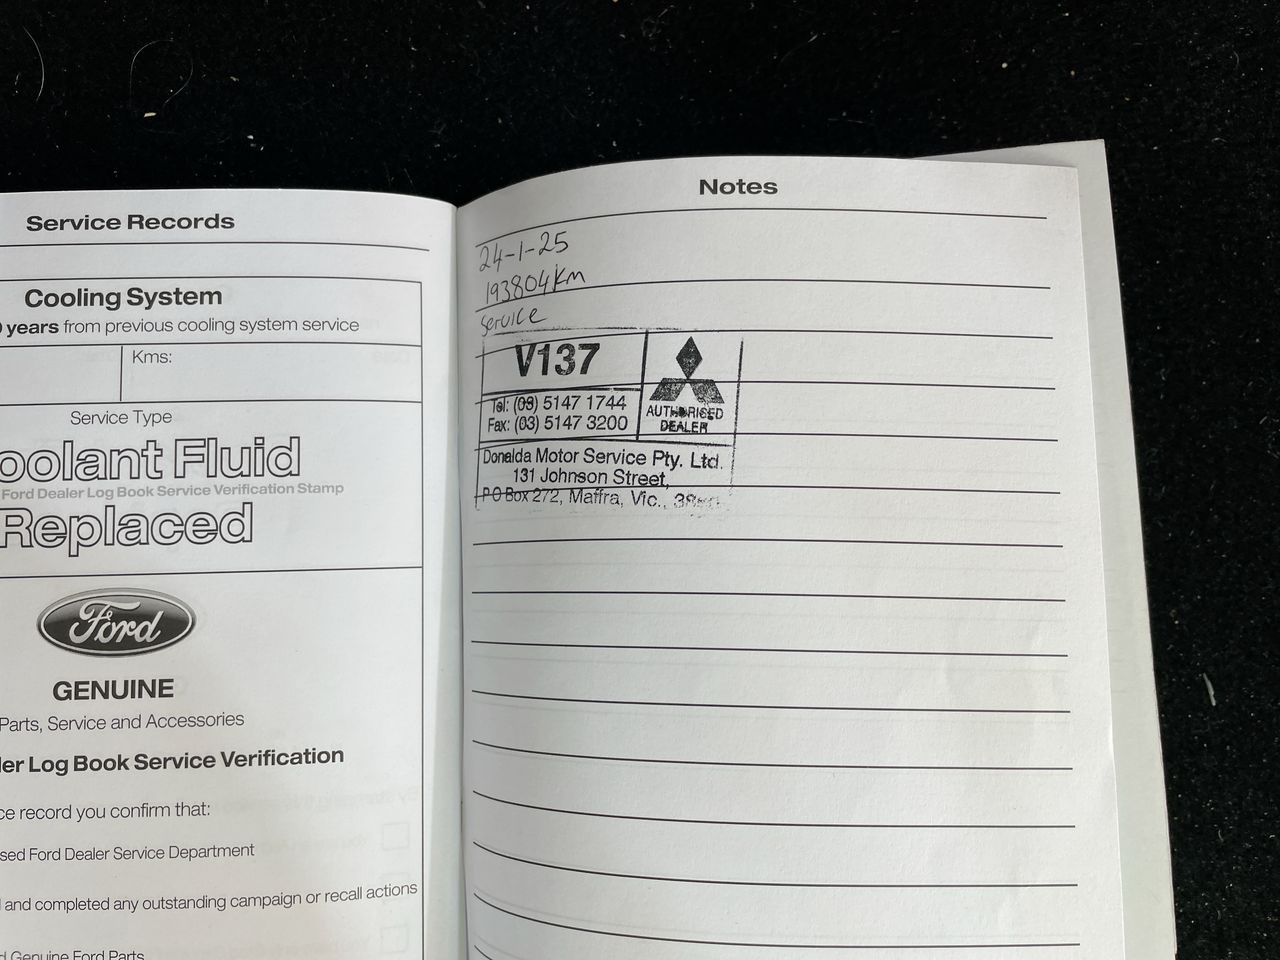 Service Records
Cooling System
years from previous cooling system service
Kms:
Service Type
oolant Fluid
Ford Dealer Log Book Service Verification Stamp
Replaced
Ford
GENUINE
Parts, Service and Accessories
er Log Book Service Verification
ce record you confirm that:
sed Ford Dealer Service Department
and completed any outstanding campaign or recall actions
d Genuine Ford Parts
Notes
24-1-25
193804km
service
V137
Tel: (03) 5147 1744
Fax: (03) 5147 3200
AUTHORISED
DEALER
Donalda Motor Service Pty. Ltd.
131 Johnson Street,
P O Box 272, Maffra, Vic.,